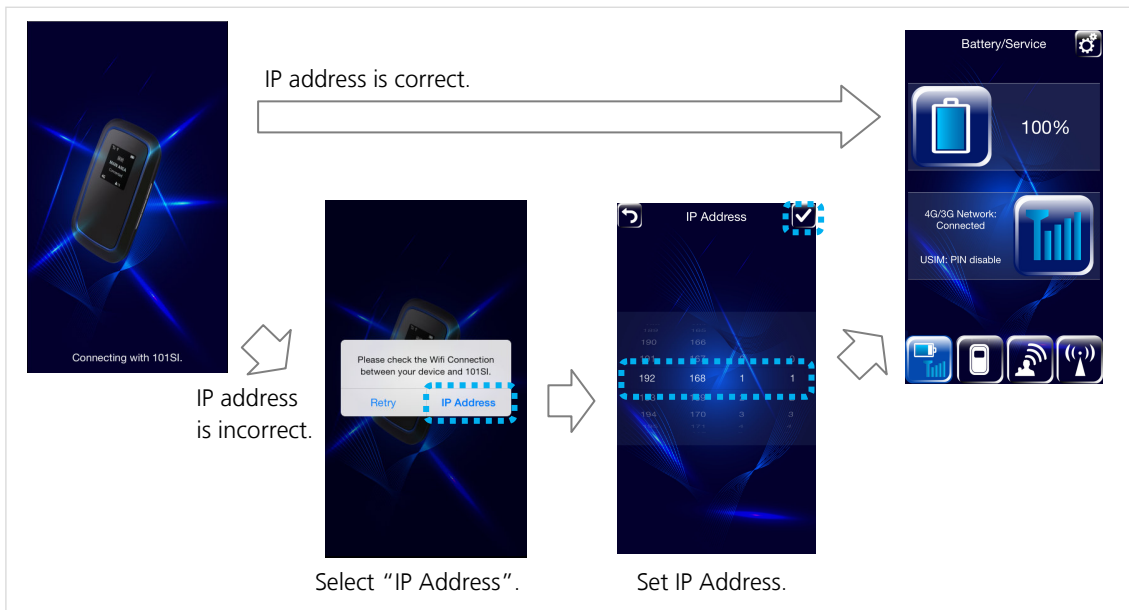 IP address is correct.
Battery/Service
100%
4G/3G Network:
Connected
USIM: PIN disable
Connecting with 101SI.
IP address
is incorrect.
Please check the Wifi Connection
between your device and 101SI.
Retry
IP Address
Select “IP Address”.
IP Address
190 166
192 168 1 1
194 170 3 3
Set IP Address.